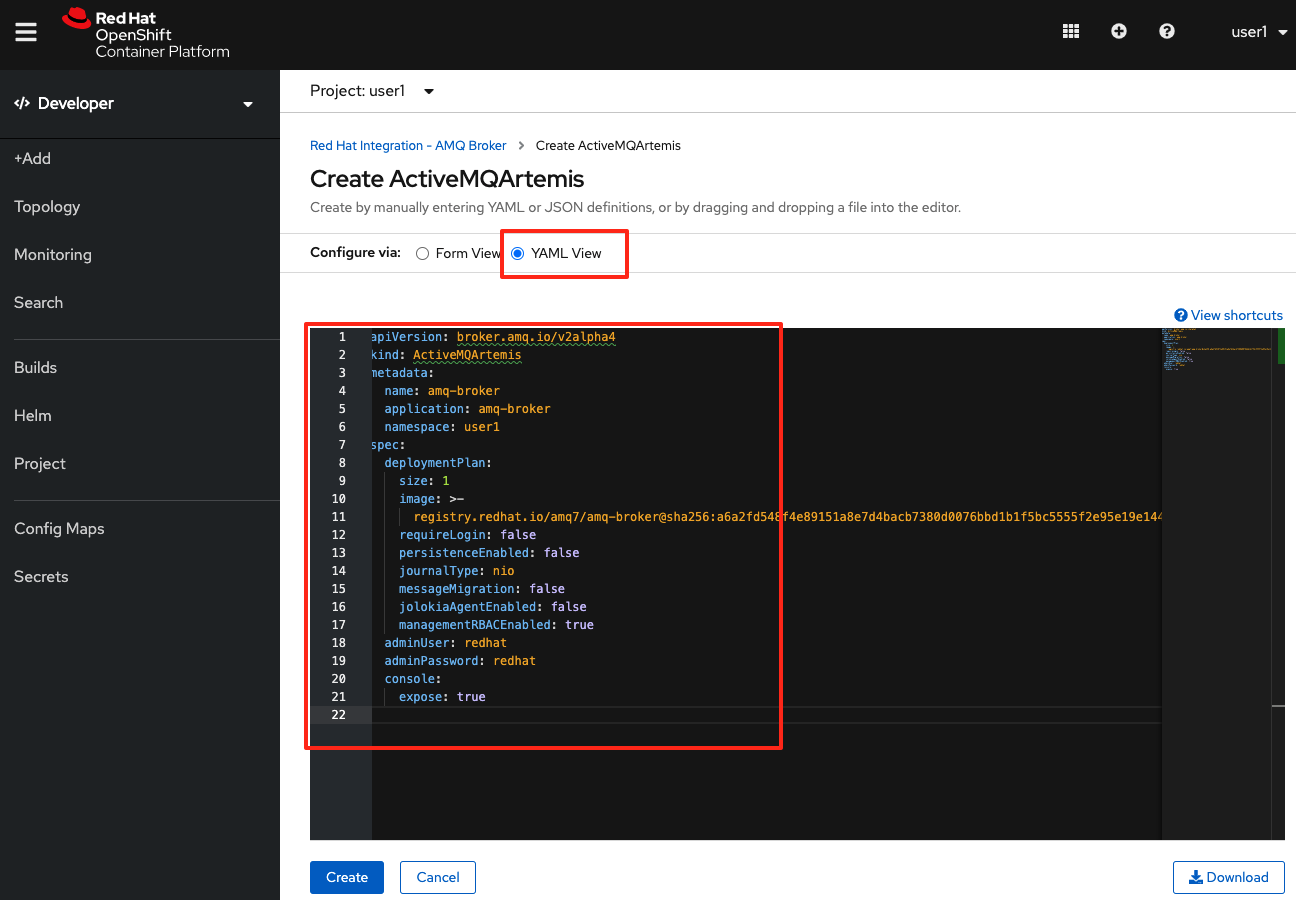 Red Hat
OpenShift
Container Platform
user1
Developer
+Add
Topology
Monitoring
Search
Builds
Helm
Project
Config Maps
Secrets
Project: user1
Red Hat Integration - AMQ Broker > Create ActiveMQArtemis
Create ActiveMQArtemis
Create by manually entering YAML or JSON definitions, or by dragging and dropping a file into the editor.
Configure via: Form View YAML View
View shortcuts
1 apiVersion: broker.amq.io/v2alpha4
2 kind: ActiveMQArtemis
3 metadata:
4 name: amq-broker
5 application: amq-broker
6 namespace: user1
7 spec:
8 deploymentPlan:
9 size: 1
10 image: >-
11 registry.redhat.io/amq7/amq-broker@sha256:a6a2fd548f4e89151a8e7d4bacb7380d0076bbd1b1f5bc5555f2e95e19e144
12 requireLogin: false
13 persistenceEnabled: false
14 journalType: nio
15 messageMigration: false
16 jolokiaAgentEnabled: false
17 managementRBACEnabled: true
18 adminUser: redhat
19 adminPassword: redhat
20 console:
21 expose: true
22
Create
Cancel
Download